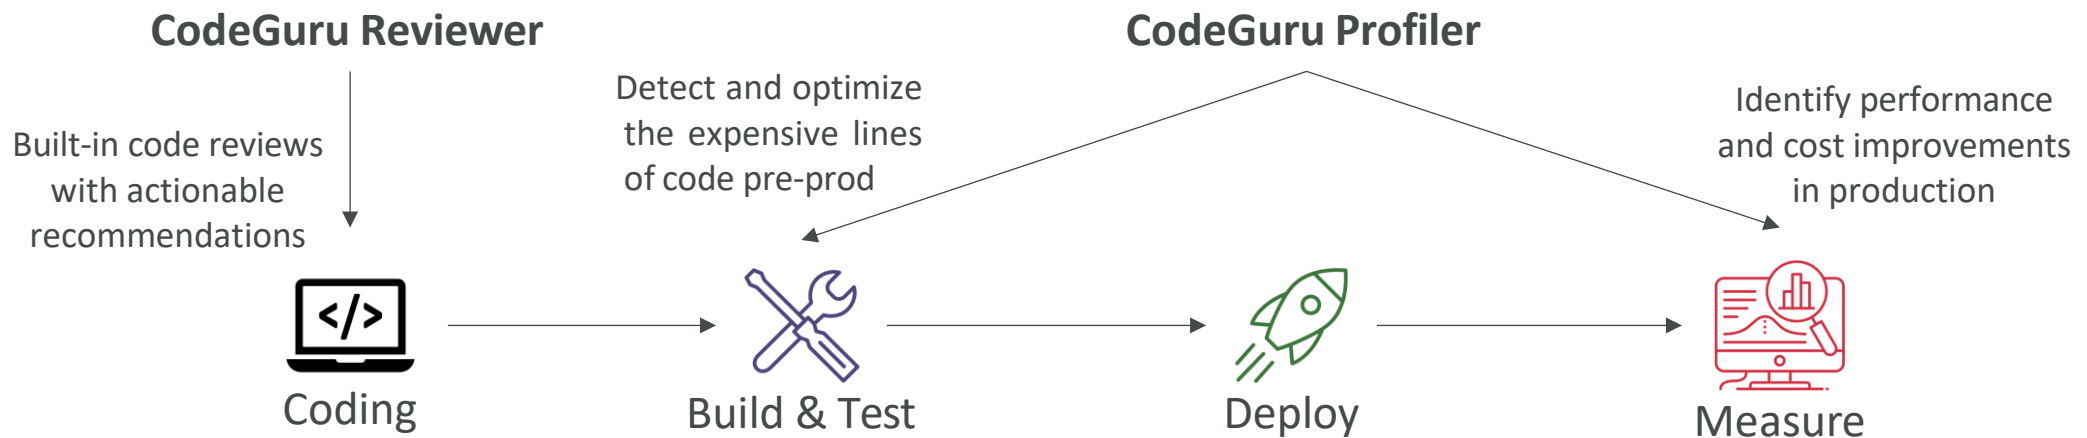 CodeGuru Reviewer
CodeGuru Profiler
Built-in code reviews
with actionable
recommendations
Detect and optimize
the expensive lines
of code pre-prod
Identify performance
and cost improvements
in production
</>
Coding
Build & Test
Deploy
Measure